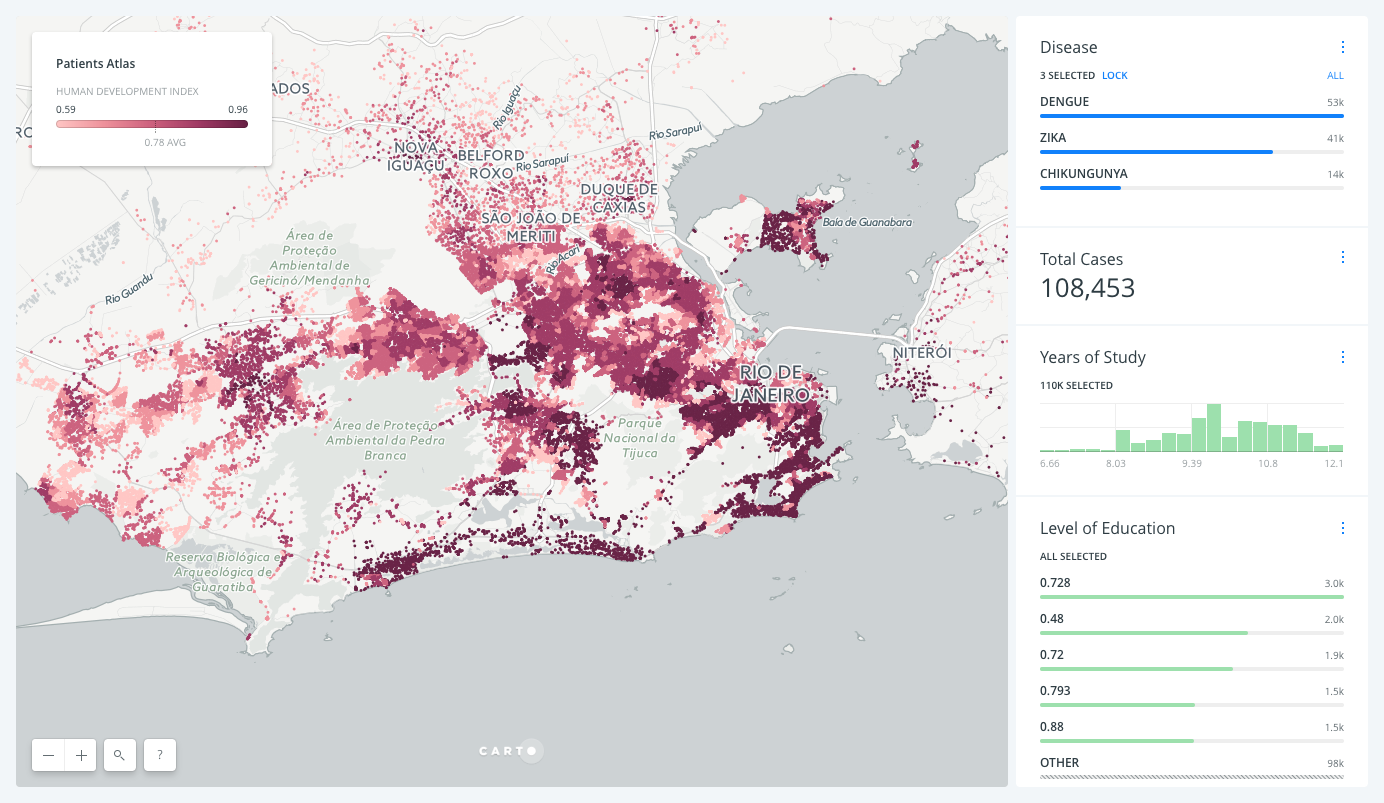 Patients Atlas
HUMAN DEVELOPMENT INDEX
0.59 0.96
0.78 AVG
ADOS
RO
Rio Iguaçu
Rio Sarapuí
NOVA
IGUAÇU
BELFORD
ROXO
Rio Sarapuí
DUQUE DE
CAXIAS
SÃO JOÃO DE
MERITI
Baía de Guanabara
Área de
Proteção
Ambiental de
Gericinó/Mendanha
Rio Acari
Rio Guandu
NITERÓI
RIO DE
JANEIRO
Área de Proteção
Ambiental da Pedra
Branca
Parque
Nacional da
Tijuca
Reserva Biológica e
Arqueológica de
Guaratiba
CARTO
?
Disease
3 SELECTED LOCK ALL
DENGUE 53k
ZIKA 41k
CHIKUNGUNYA 14k
Total Cases
108,453
Years of Study
110K SELECTED
6.66 8.03 9.39 10.8 12.1
Level of Education
ALL SELECTED
0.728 3.0k
0.48 2.0k
0.72 1.9k
0.793 1.5k
0.88 1.5k
OTHER 98k